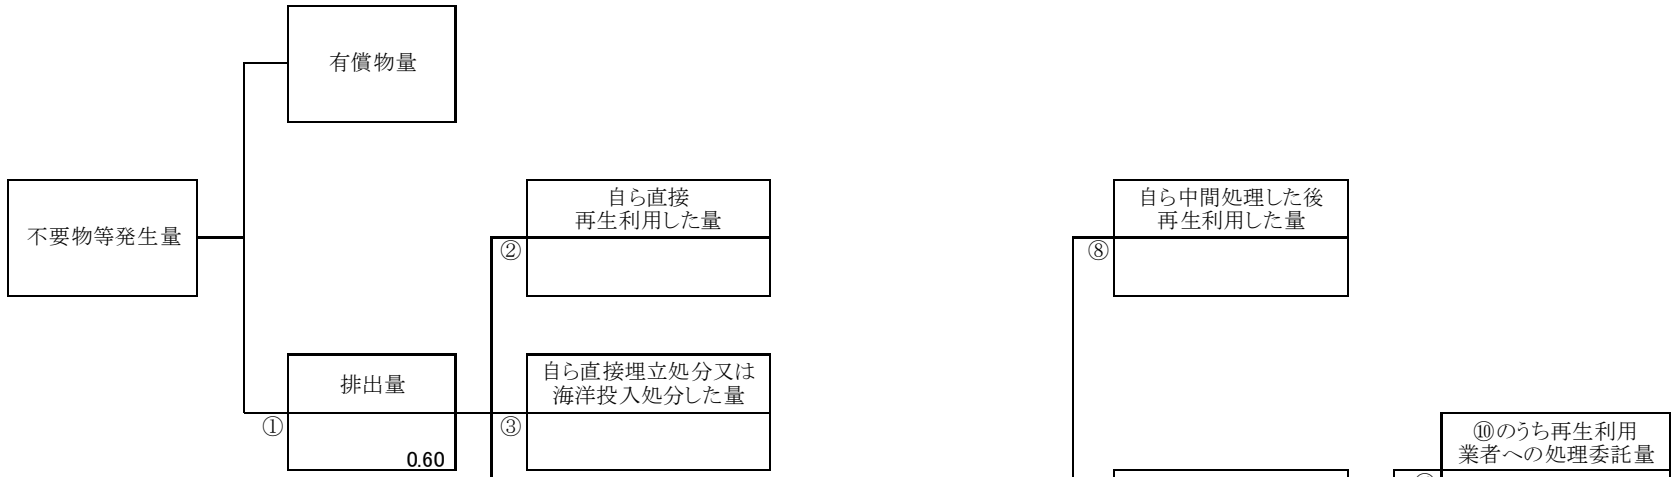 有償物量
不要物等発生量
自ら直接
再生利用した量
②
自ら中間処理した後
再生利用した量
⑧
排出量
①
0.60
自ら直接埋立処分又は
海洋投入処分した量
③
⑩のうち再生利用
業者への処理委託量